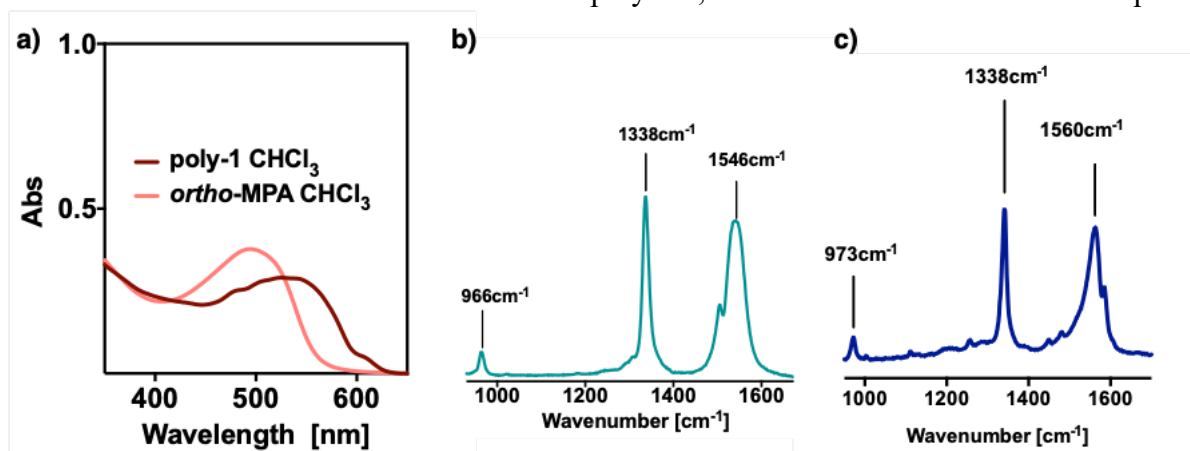 a)
1.0
0.5
Abs
poly-1 CHCl3
ortho-MPA CHCl3
400 500 600
Wavelength [nm]
b)
1338cm-1
1546cm-1
966cm-1
1000 1200 1400 1600
Wavenumber [cm-1]
c)
1338cm-1
1560cm-1
973cm-1
1000 1200 1400 1600
Wavenumber [cm-1]